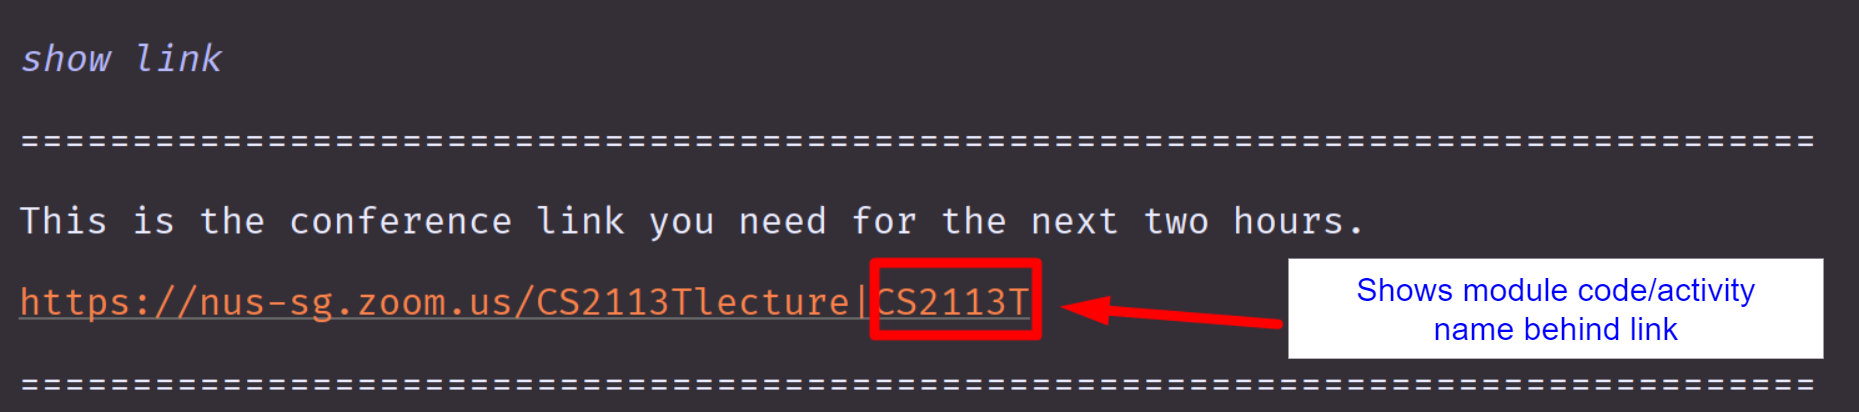 show link
================================================================================
This is the conference link you need for the next two hours.
https://nus-sg.zoom.us/CS2113Tlecture|CS2113T
Shows module code/activity
name behind link
================================================================================